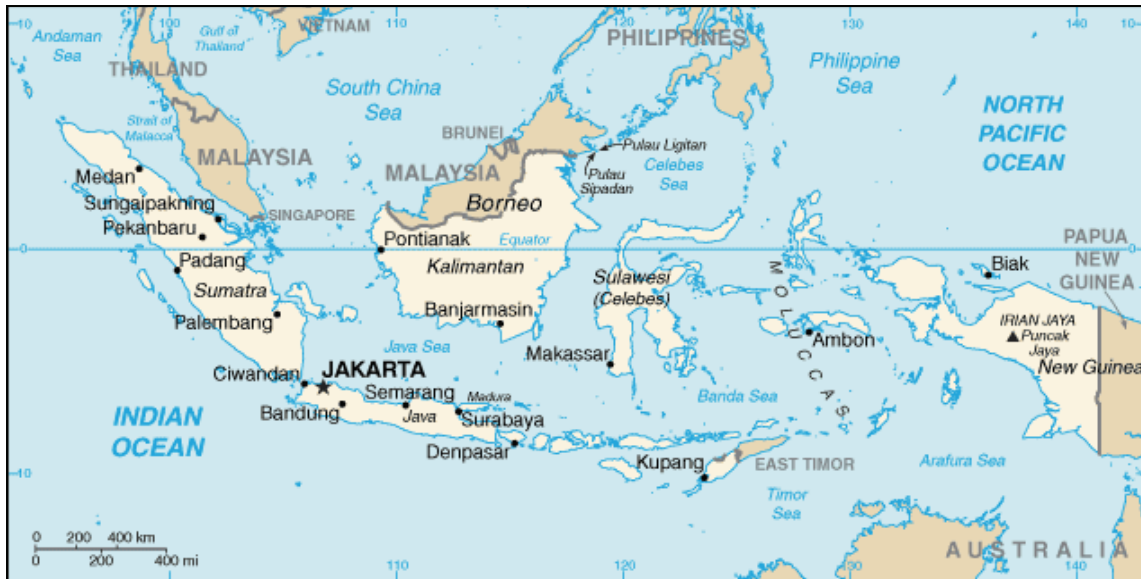 10
100
110
120
130
140
10
Andaman
Sea
Gulf of
Thailand
VIETNAM
PHILIPPINES
THAILAND
South China
Sea
Philippine
Sea
NORTH
PACIFIC
OCEAN
Strait of
Malacca
BRUNEI
Pulau Ligitan
MALAYSIA
MALAYSIA
Celebes
Sea
Pulau
Sipadan
Medan
Borneo
Sungaipakning
SINGAPORE
Pekanbaru
Pontianak
Equator
0
0
PAPUA
NEW
GUINEA
Padang
Kalimantan
Sulawesi
(Celebes)
MOLUCCAS
Biak
Sumatra
Banjarmasin
Palembang
IRIAN JAYA
Puncak
Jaya
Ambon
Java Sea
Makassar
New Guinea
Ciwandan
JAKARTA
Semarang
Madura
Banda Sea
Bandung
Java
Surabaya
INDIAN
OCEAN
Denpasar
Kupang
EAST TIMOR
Arafura Sea
10
Timor
Sea
0 200 400 km
0 200 400 mi
AUSTRALIA
100
110
120
130
140